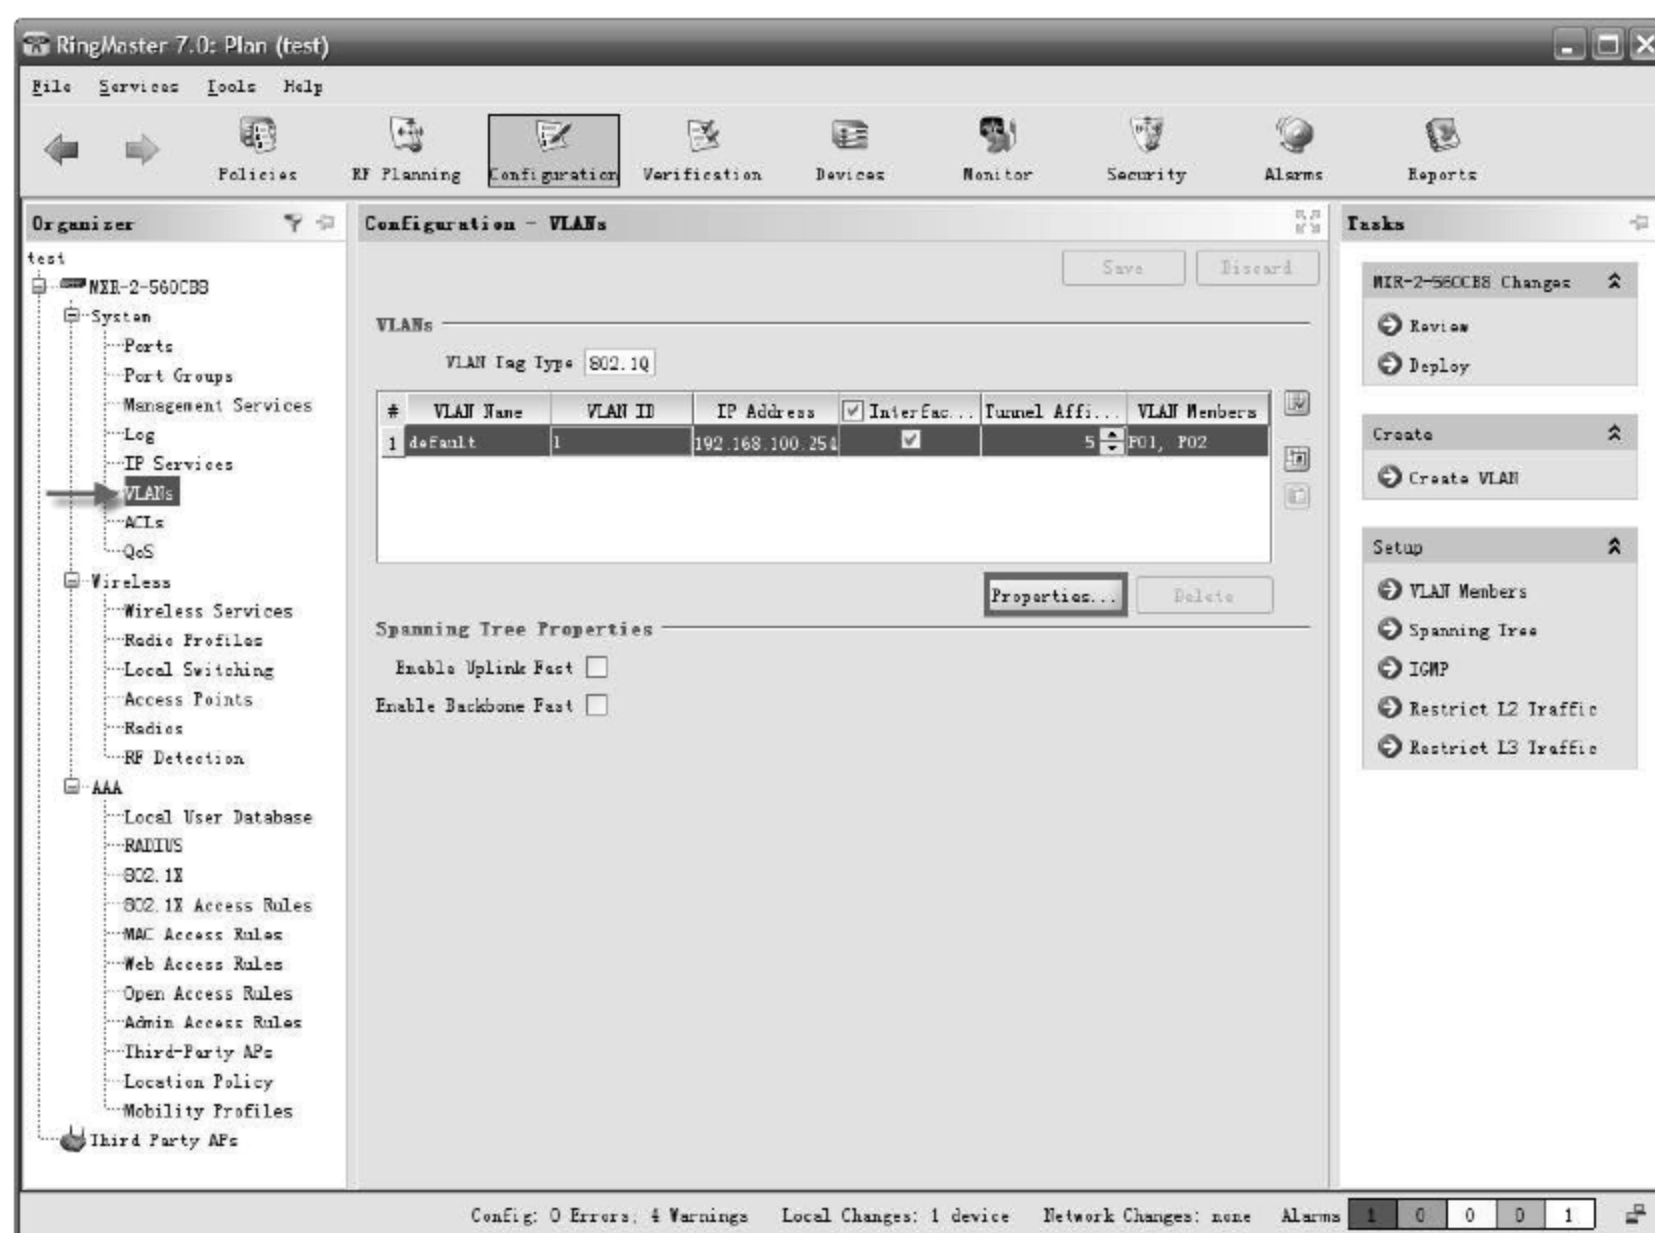 RingMaster 7.0: Plan (test)
File Services Tools Help
Policies RF Planning Configuration Verification Devices Monitor Security Alarms Reports
Organizer
test
MXR-2-560CB8
System
Ports
Port Groups
Management Services
Log
IP Services
VLANs
ACLs
QoS
Wireless
Wireless Services
Radio Profiles
Local Switching
Access Points
Radios
RF Detection
AAA
Local User Database
RADIUS
802.1X
802.1X Access Rules
MAC Access Rules
Web Access Rules
Open Access Rules
Admin Access Rules
Third-Party APs
Location Policy
Mobility Profiles
Third Party APs
Configuration - VLANs
Save Discard
VLANs
VLAN Tag Type 802.1Q
# VLAN Name VLAN ID IP Address Interfac... Tunnel Affi... VLAN Members
1 default 1 192.168.100.254 5 P01, P02
Properties... Delete
Spanning Tree Properties
Enable Uplink Fast
Enable Backbone Fast
Tasks
MXR-2-560CB8 Changes
Review
Deploy
Create
Create VLAN
Setup
VLAN Members
Spanning Tree
IGMP
Restrict L2 Traffic
Restrict L3 Traffic
Config: 0 Errors; 4 Warnings Local Changes: 1 device Network Changes: none Alarms 1 0 0 0 1